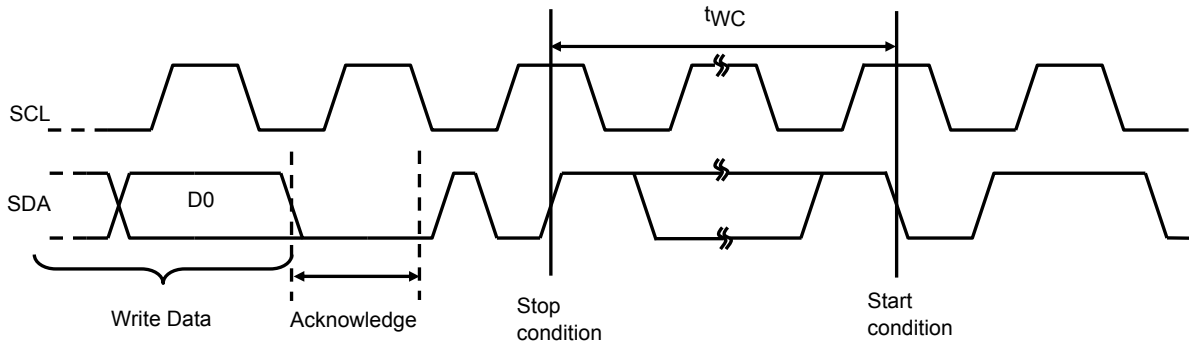 tWC
SCL
SDA
D0
Write Data
Acknowledge
Stop
condition
Start
condition